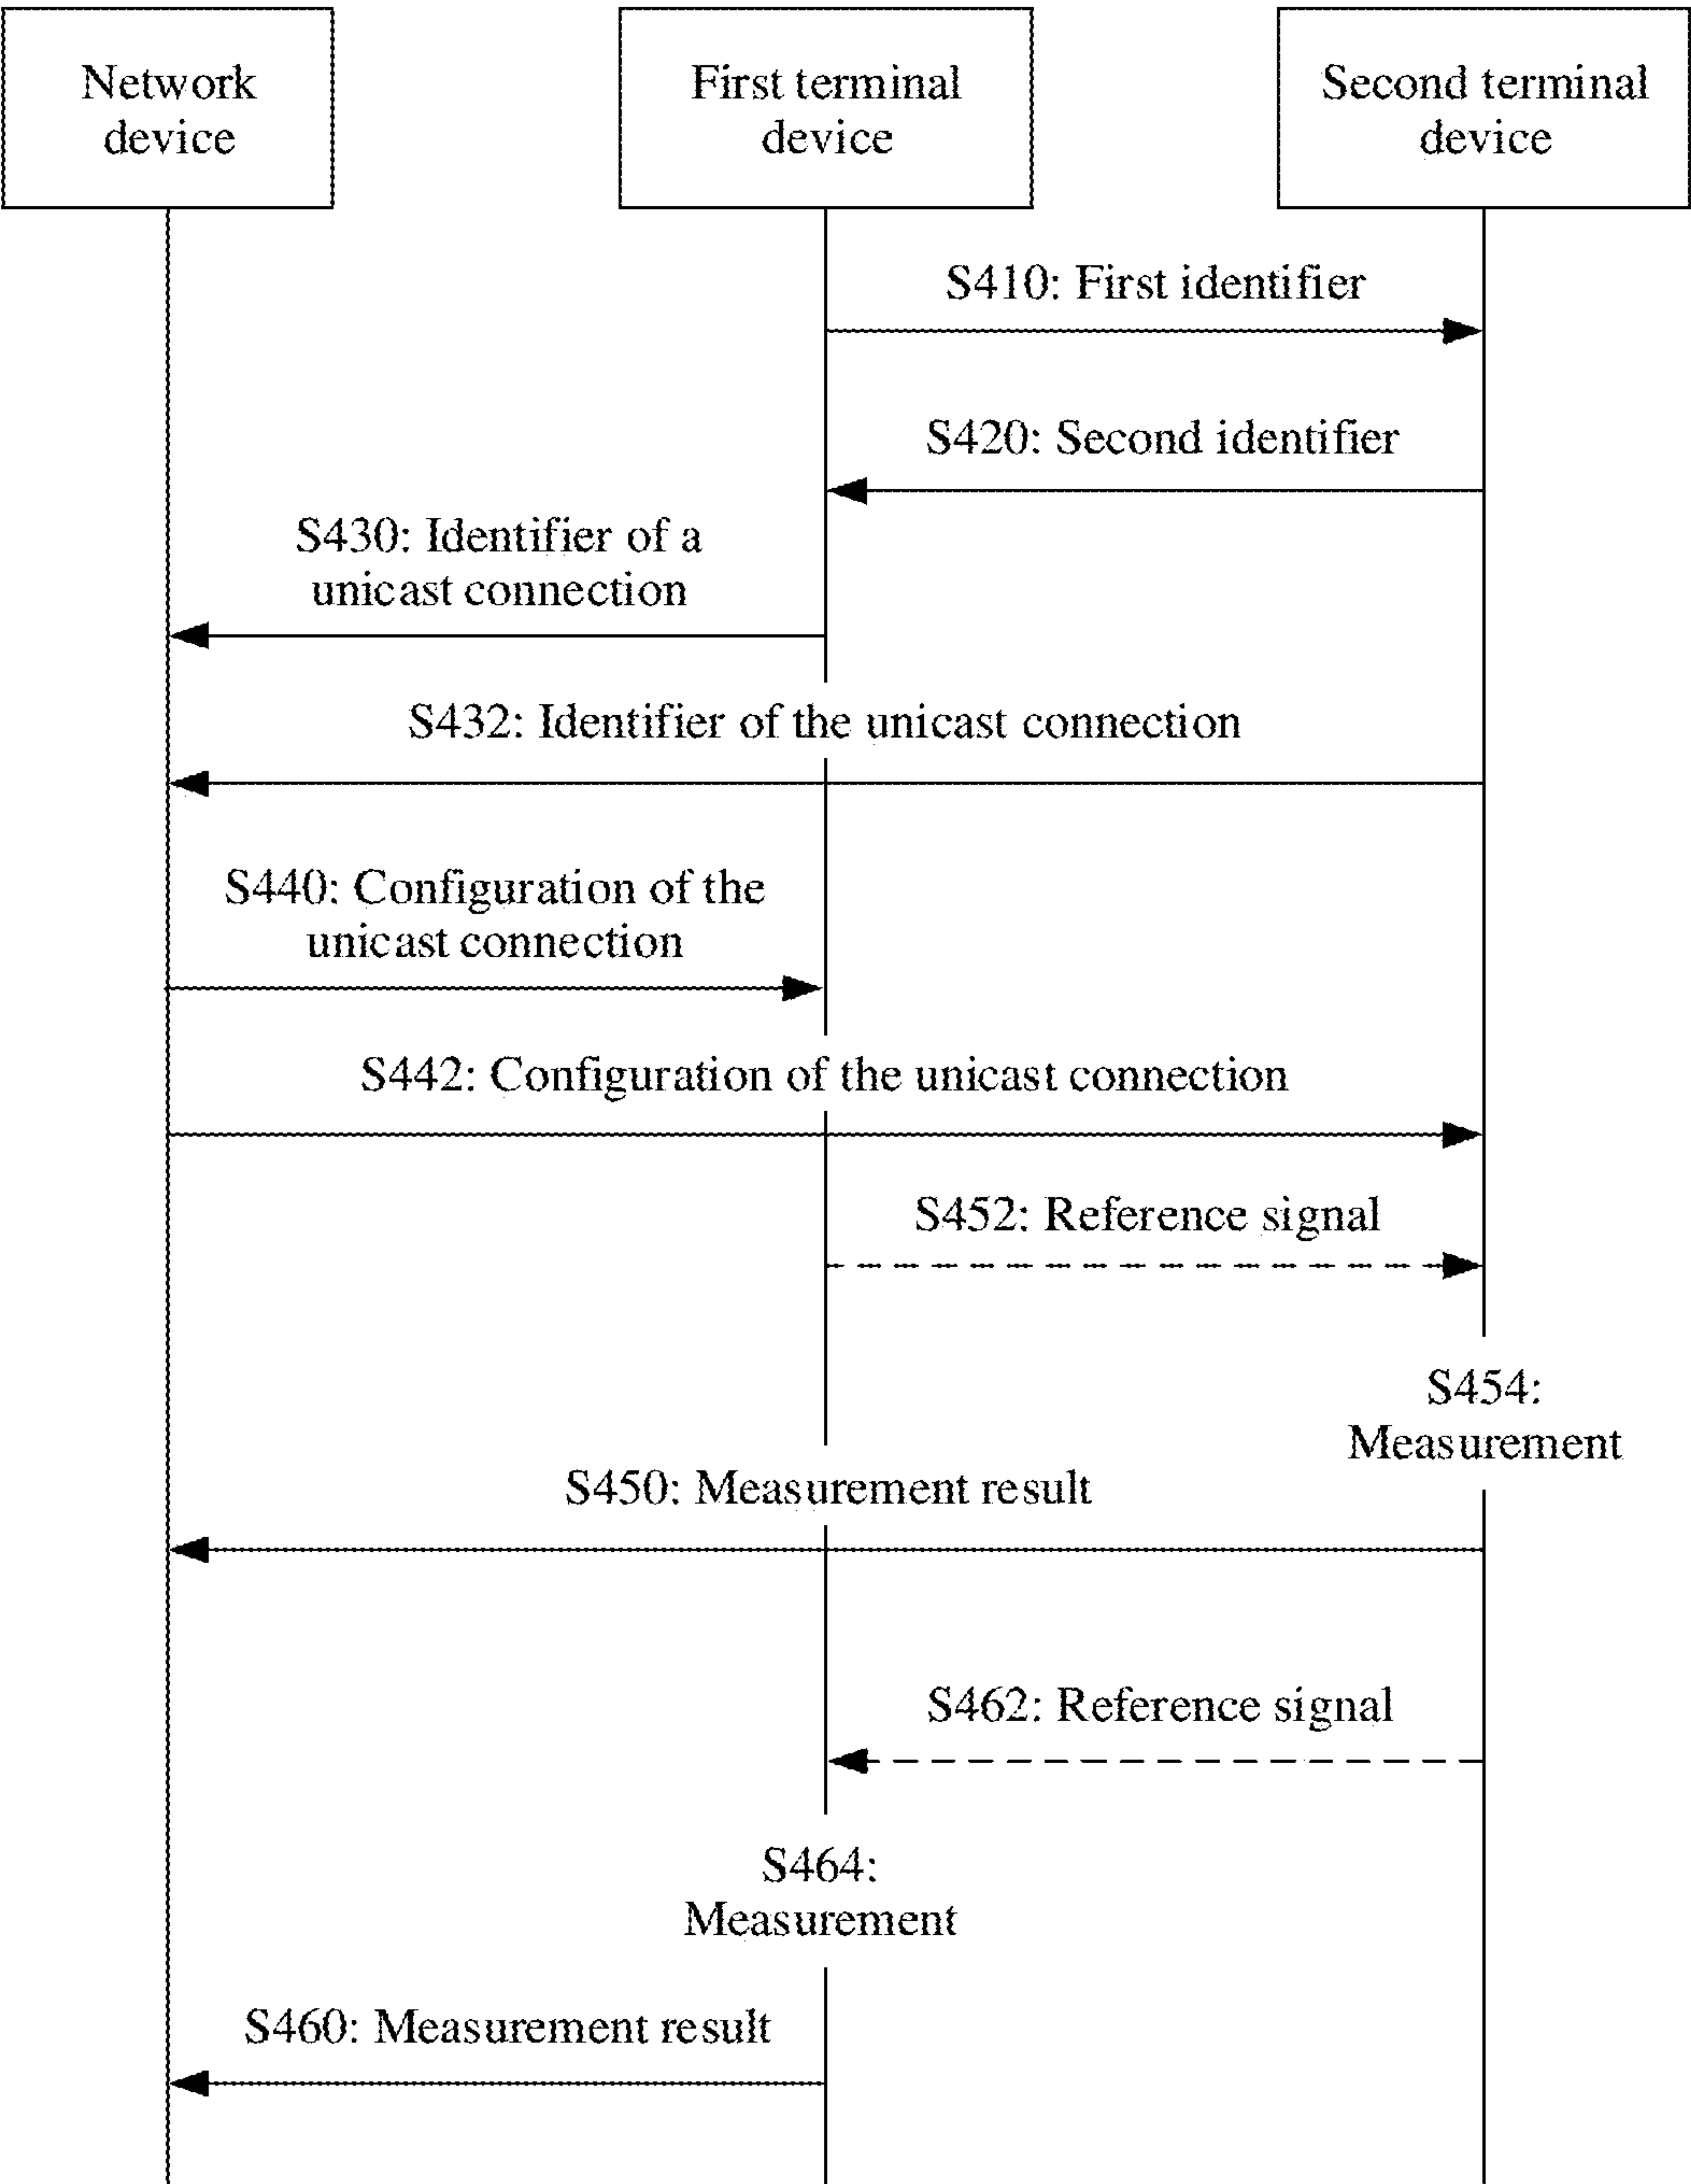 Network
device
First terminal
device
Second terminal
device
S410: First identifier
S420: Second identifier
S430: Identifier of a
unicast connection
S432: Identifier of the unicast connection
S440: Configuration of the
unicast connection
S442: Configuration of the unicast connection
S452: Reference signal
S454:
Measurement
S450: Measurement result
S462: Reference signal
S464:
Measurement
S460: Measurement result